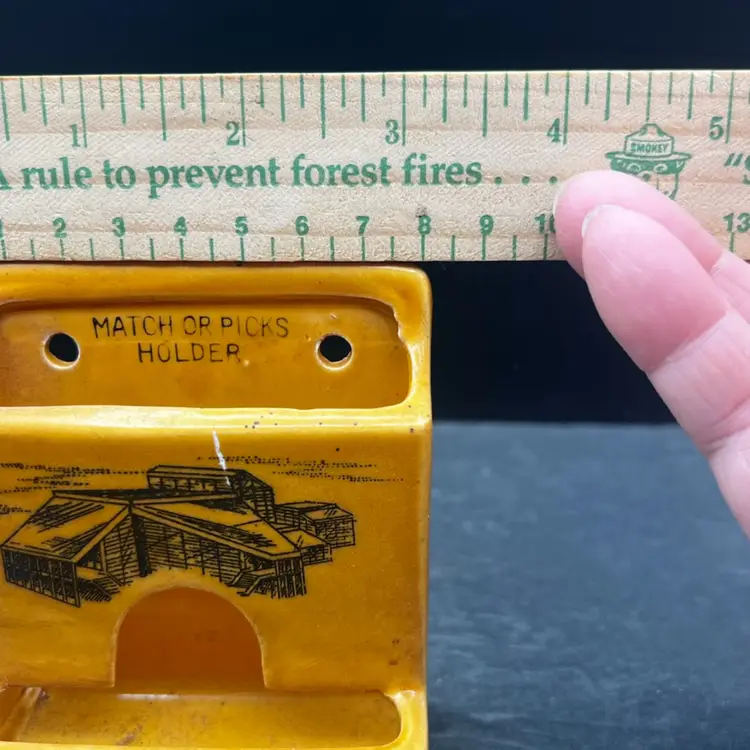 1 2 3 4 5
A rule to prevent forest fires . . . .
SMOKEY
"S
1 2 3 4 5 6 7 8 9 10 13
MATCH OR PICKS
HOLDER